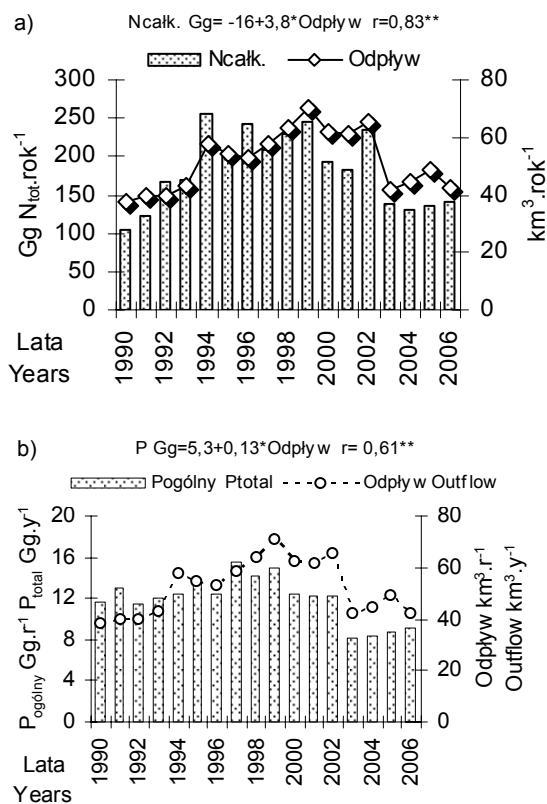 a)
Ncałk. Gg= -16+3,8*Odpływ r=0,83**
Ncałk. Odpływ
300 80
250
60
200
150 40
100
20
50
0 0
Gg Ntot.rok-1
km3.rok-1
Lata
Years
1990 1992 1994 1996 1998 2000 2002 2004 2006
b)
P Gg=5,3+0,13*Odpływ r= 0,61**
Pogólny Ptotal Odpływ Outflow
20 80
16 60
12
40
8
20
4
0 0
Pogólny Gg.r-1 Ptotal Gg.y-1
Odpływ km3.r-1
Outflow km3.y-1
Lata
Years
1990 1992 1994 1996 1998 2000 2002 2004 2006